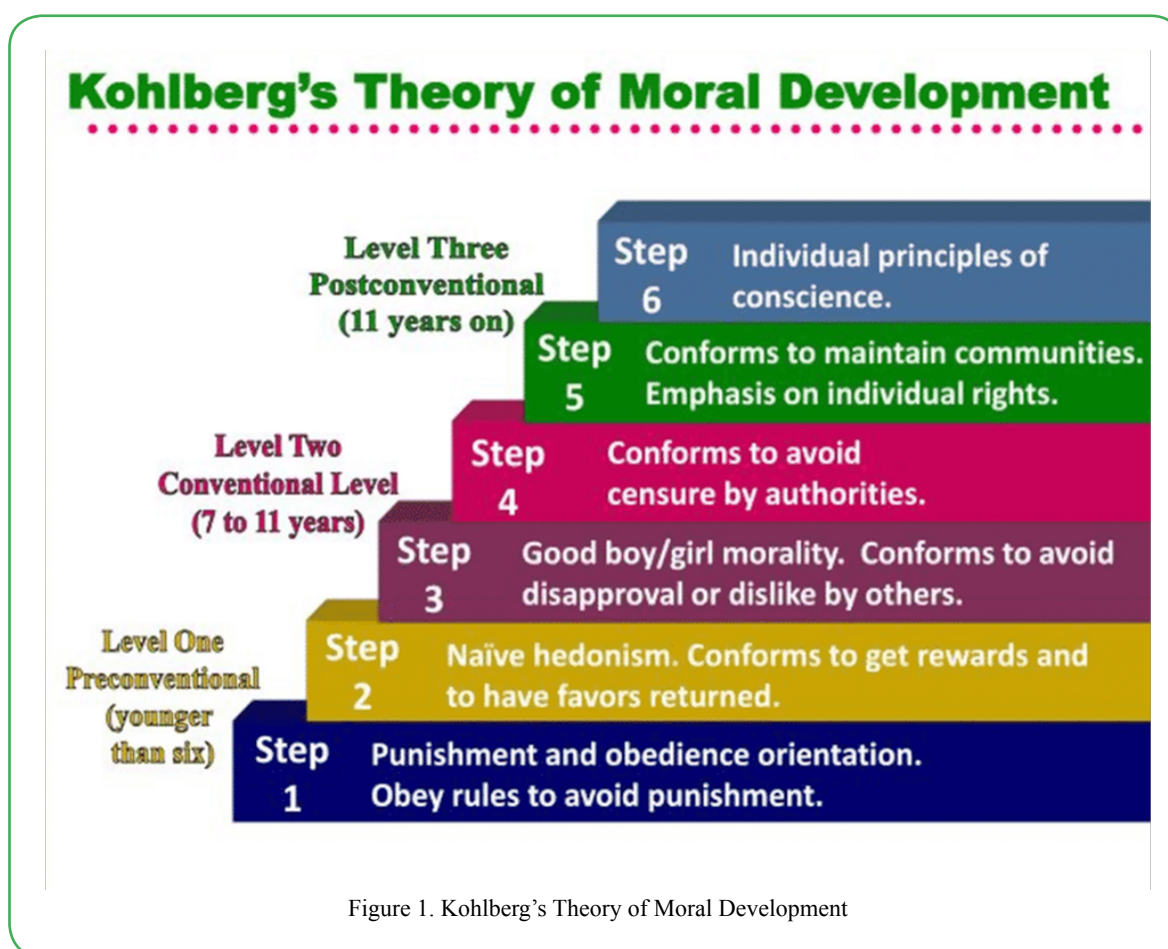 Kohlberg's Theory of Moral Development
Level Three
Postconventional
(11 years on)
Step
6
Individual principles of
conscience.
Step
5
Conforms to maintain communities.
Emphasis on individual rights.
Level Two
Conventional Level
(7 to 11 years)
Step
4
Conforms to avoid
censure by authorities.
Step
3
Good boy/girl morality. Conforms to avoid
disapproval or dislike by others.
Level One
Preconventional
(younger
than six)
Step
2
Naïve hedonism. Conforms to get rewards and
to have favors returned.
Step
1
Punishment and obedience orientation.
Obey rules to avoid punishment.
Figure 1. Kohlberg's Theory of Moral Development